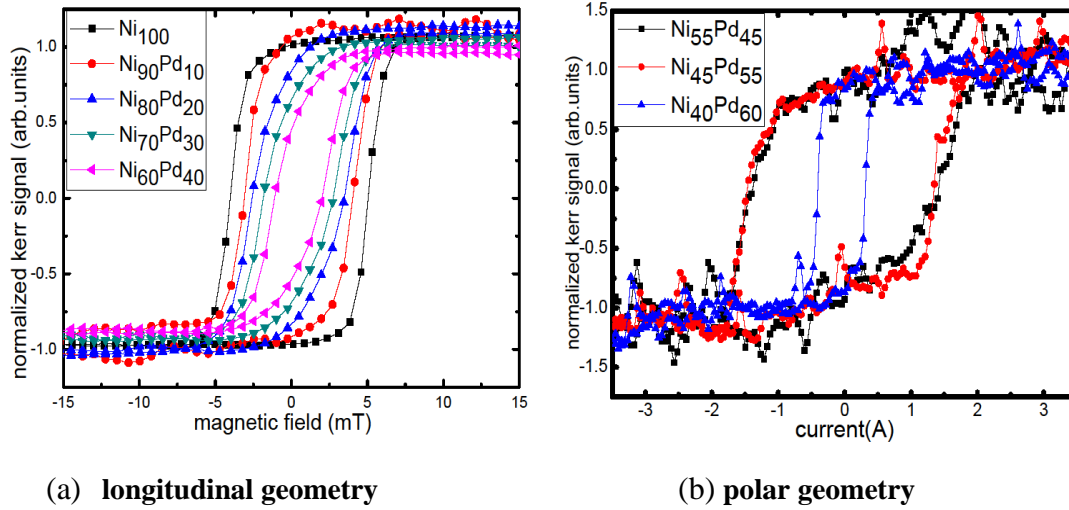 normalized kerr signal (arb.units)
1.0
0.5
0.0
-0.5
-1.0
Ni100
Ni90Pd10
Ni80Pd20
Ni70Pd30
Ni60Pd40
-15 -10 -5 0 5 10 15
magnetic field (mT)
(a) longitudinal geometry
normalized kerr signal (arb.units)
1.5
1.0
0.5
0.0
-0.5
-1.0
-1.5
Ni55Pd45
Ni45Pd55
Ni40Pd60
-3 -2 -1 0 1 2 3
current(A)
(b) polar geometry